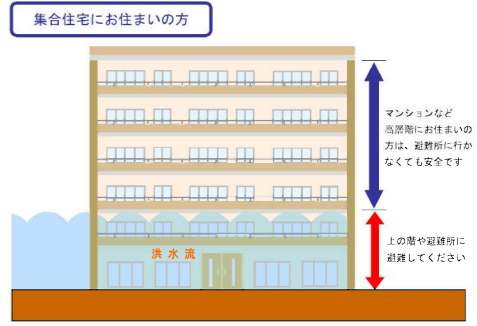 集合住宅にお住まいの方
マンションなど
高層階にお住まいの
方は、避難所に行か
なくても安全です
洪水流
上の階や避難所に
避難してください